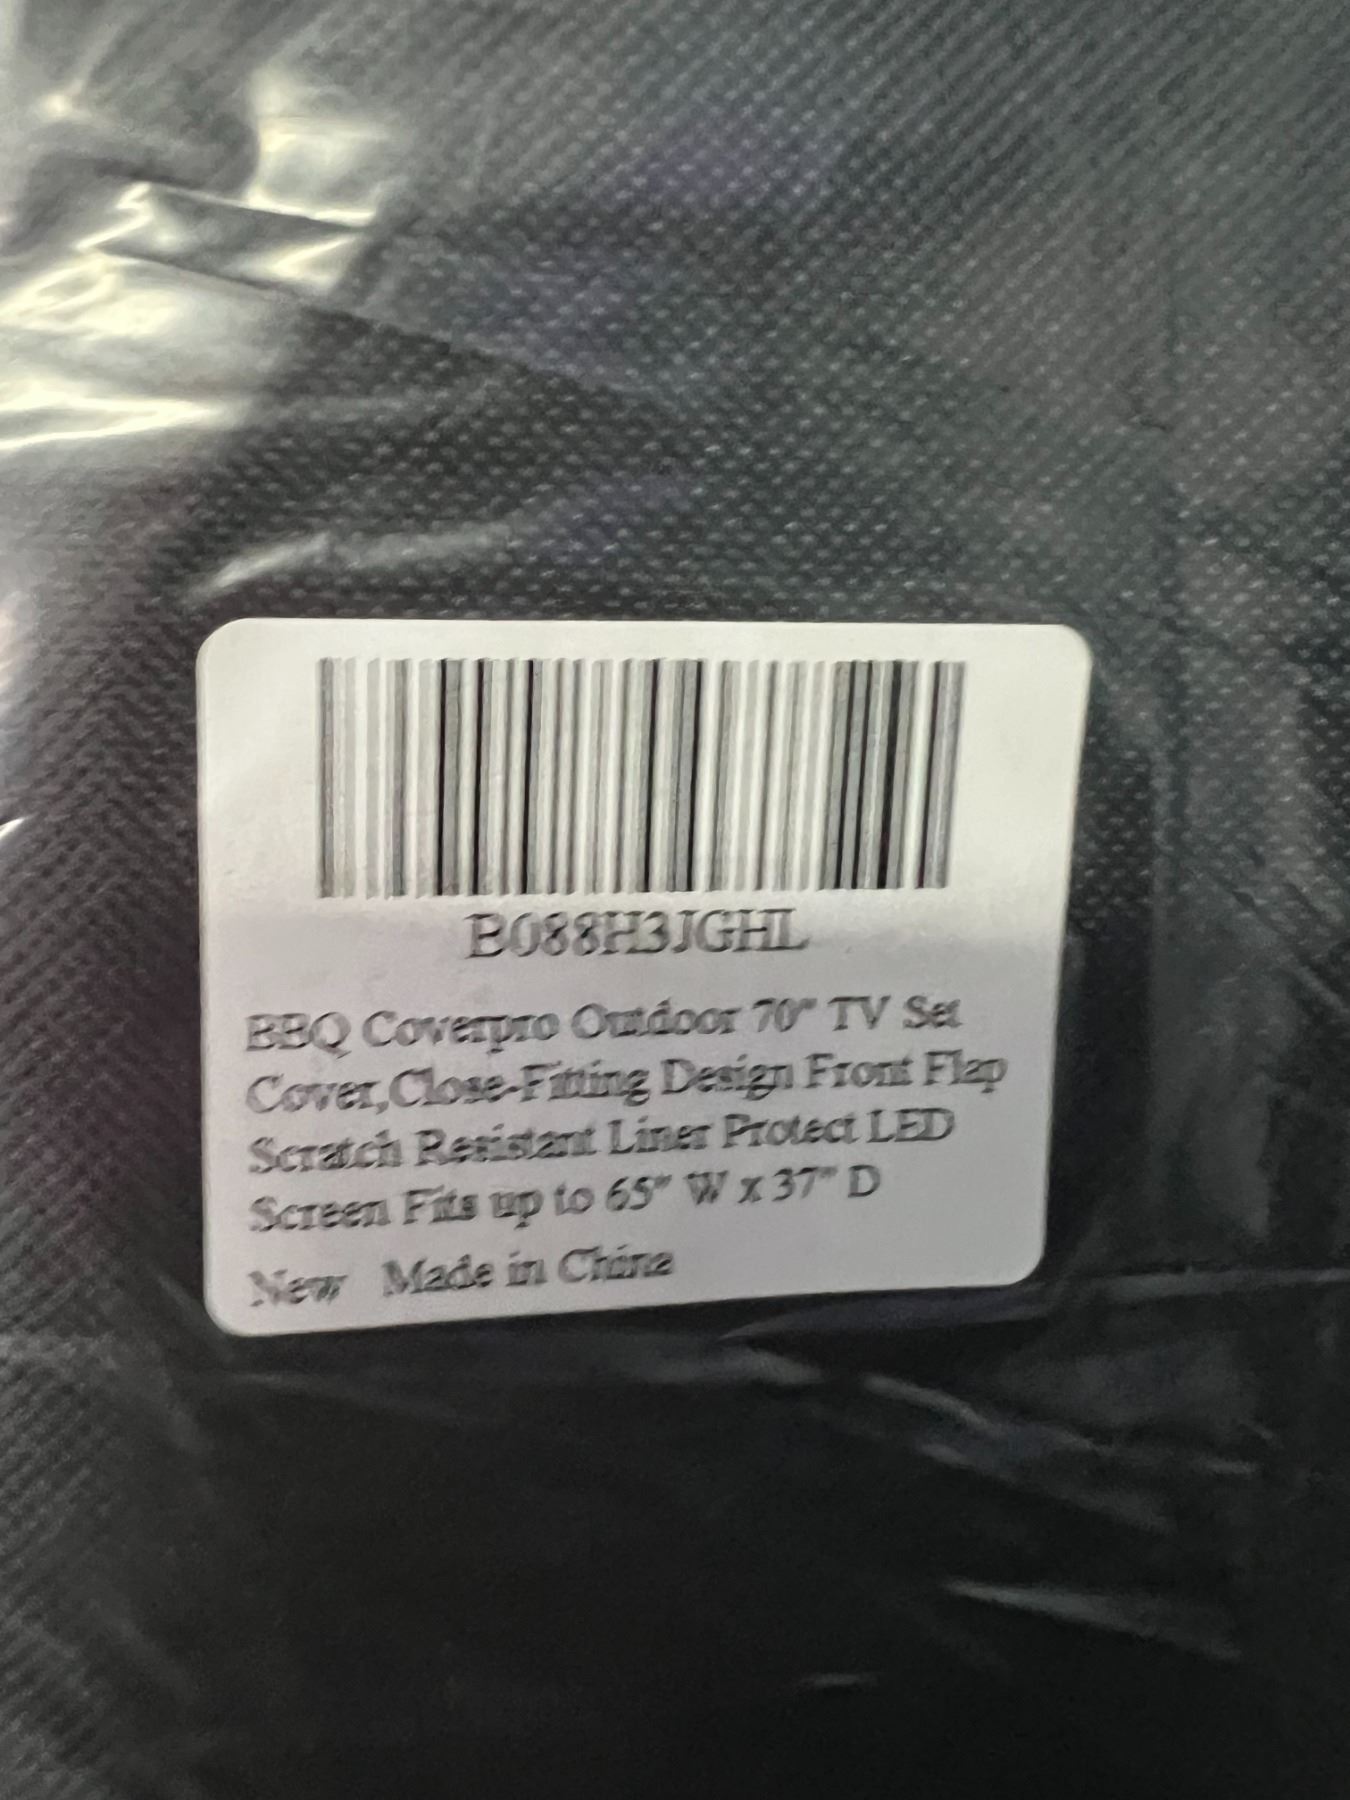 B088H3JGHL
BBQ Coverpro Outdoor 70" TV Set
Cover,Close-Fitting Design Front Flap
Scratch Resistant Liner Protect LED
Screen Fits up to 65" W x 37" D
New Made in China